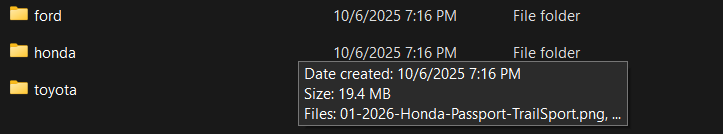 ford 10/6/2025 7:16 PM File folder
honda 10/6/2025 7:16 PM File folder
toyota
Date created: 10/6/2025 7:16 PM
Size: 19.4 MB
Files: 01-2026-Honda-Passport-TrailSport.png, ...